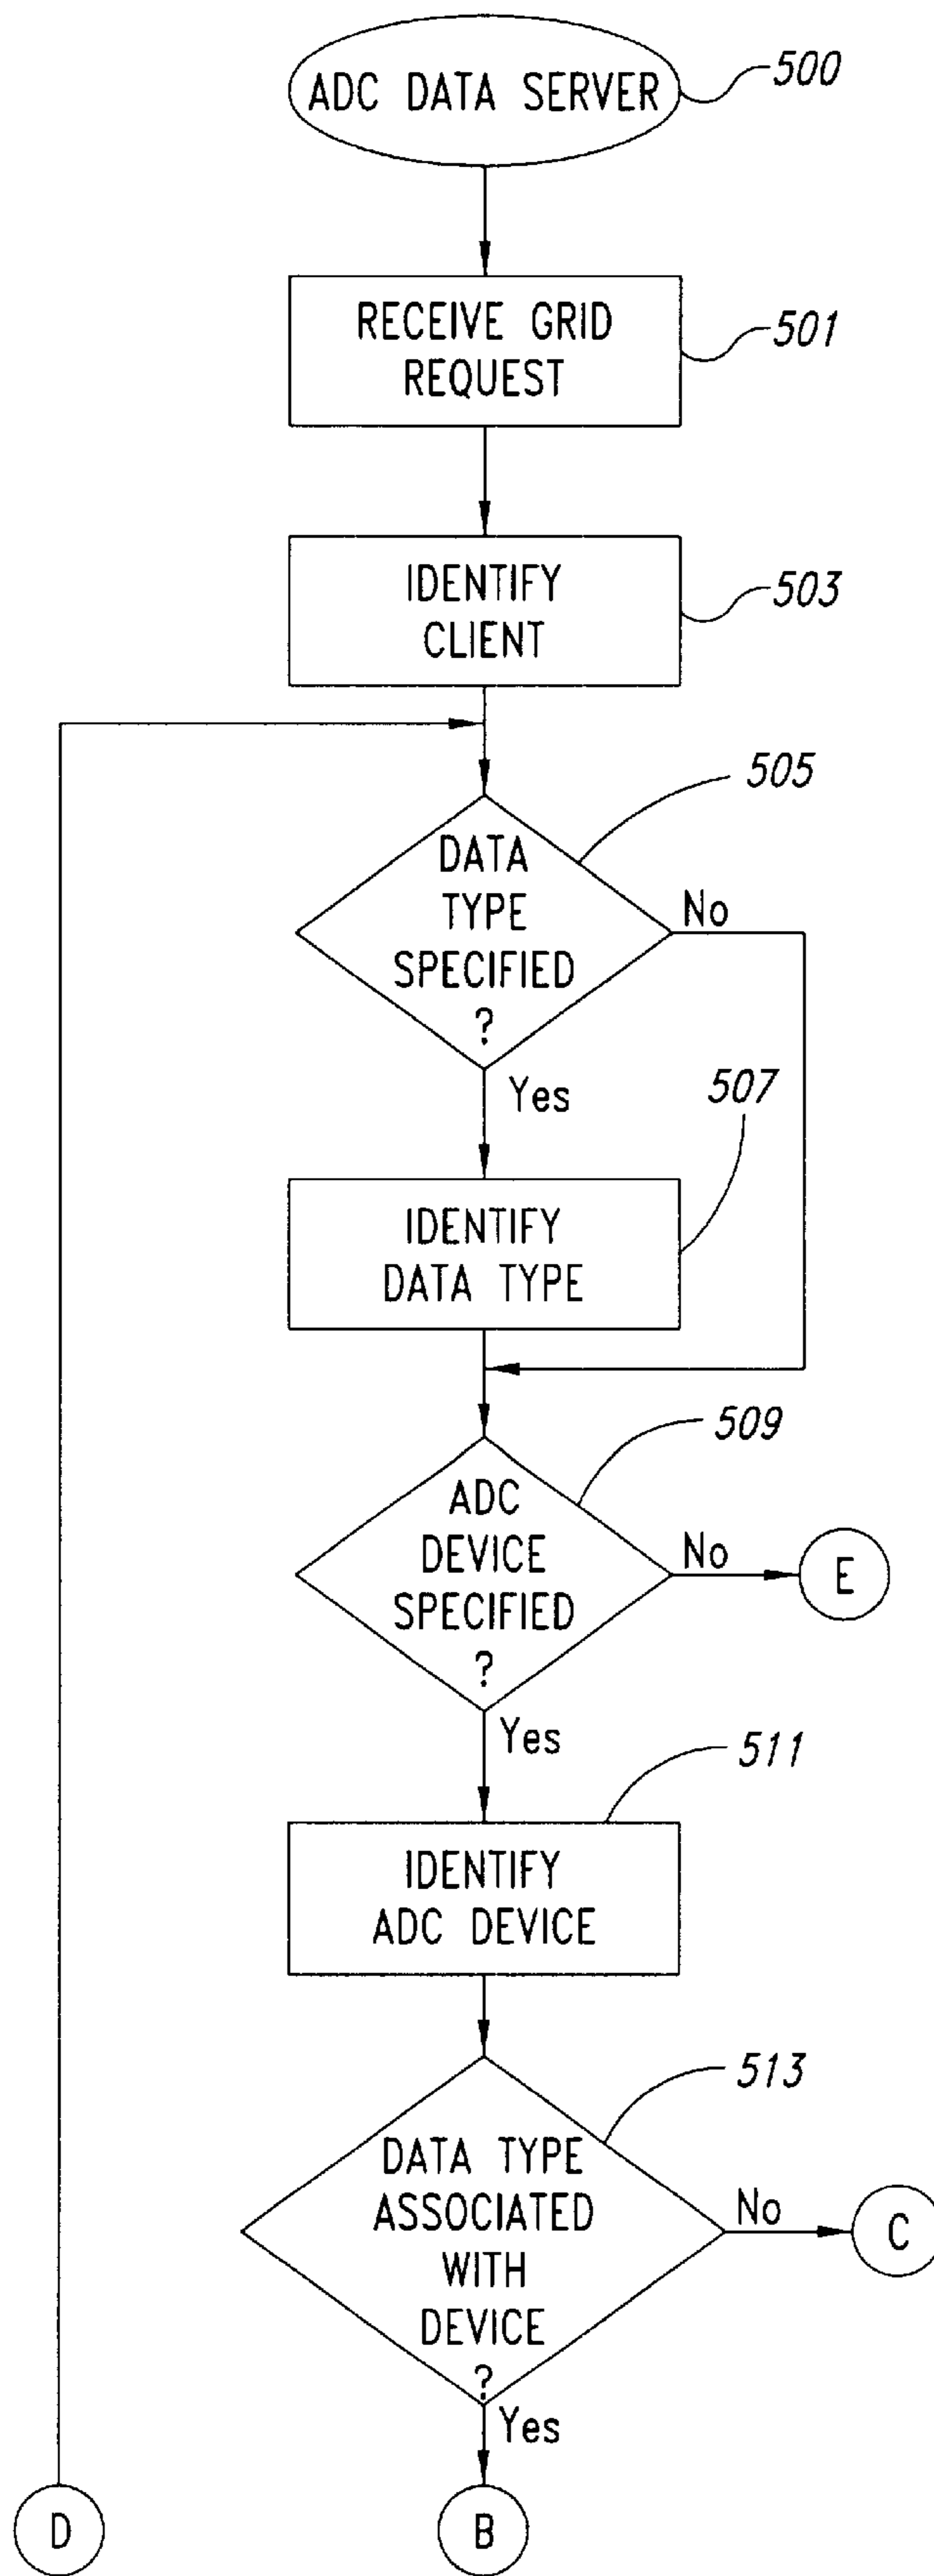 ADC DATA SERVER
500
RECEIVE GRID
REQUEST
501
IDENTIFY
CLIENT
503
505
DATA
TYPE
SPECIFIED
?
No
Yes
507
IDENTIFY
DATA TYPE
509
ADC
DEVICE
SPECIFIED
?
No
E
Yes
511
IDENTIFY
ADC DEVICE
513
DATA TYPE
ASSOCIATED
WITH
DEVICE
?
No
C
Yes
D
B